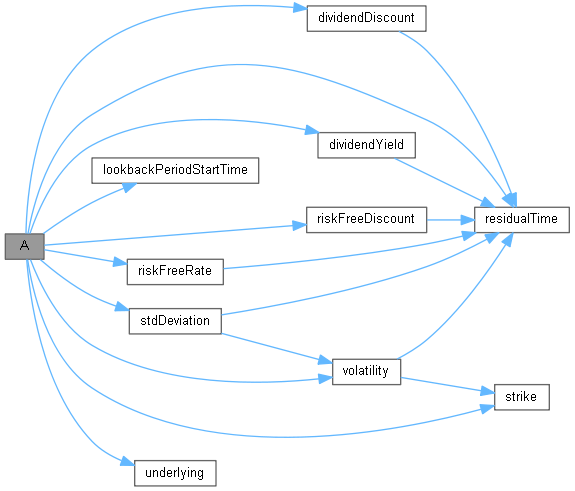 dividendDiscount
dividendYield
lookbackPeriodStartTime
riskFreeDiscount
residualTime
A
riskFreeRate
stdDeviation
volatility
strike
underlying